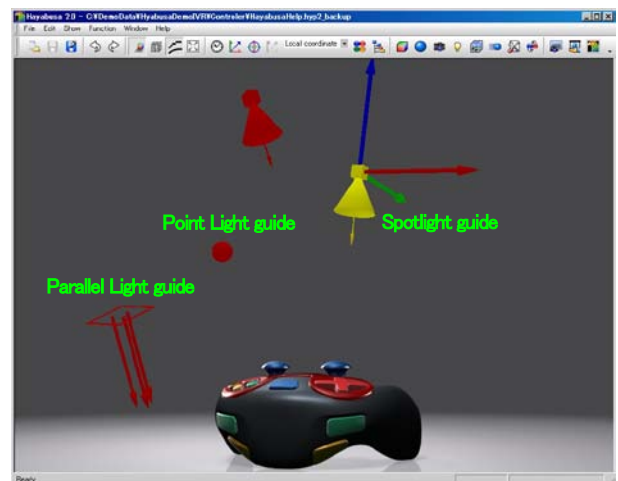 Hayabusa 2.0 - C:¥DemoData¥HyabusaDemoIVR¥Controler¥HayabusaHelp.hyp2_backup
File Edit Show Function Window Help
Local coordinate
Point Light guide
Spotlight guide
Parallel Light guide
Ready